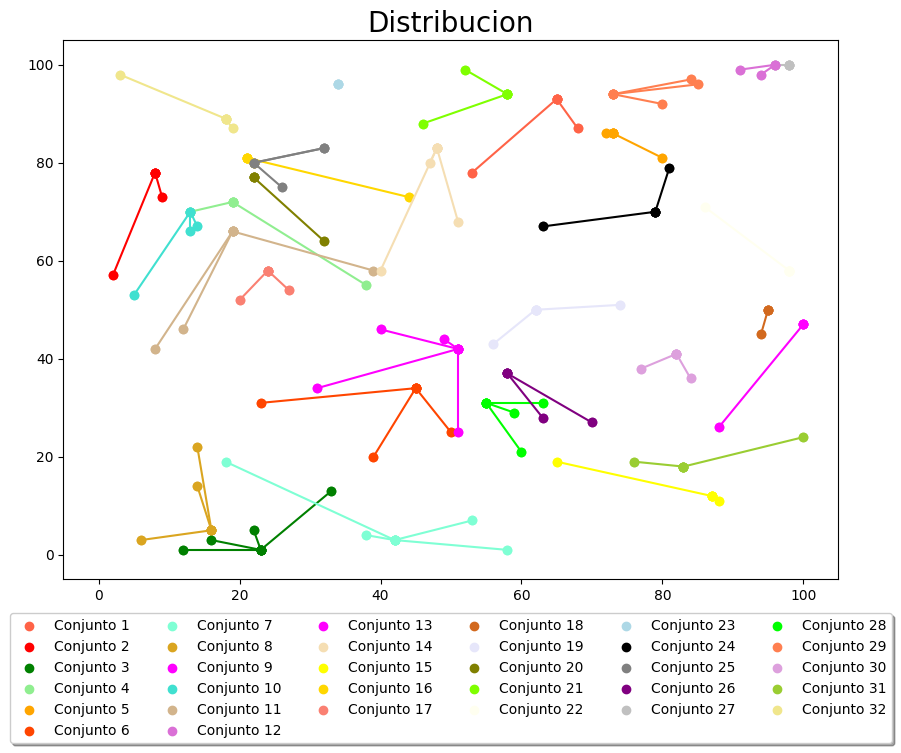 Distribucion
100
80
60
40
20
0
0 20 40 60 80 100
Conjunto 1 Conjunto 7 Conjunto 13 Conjunto 18 Conjunto 23 Conjunto 28
Conjunto 2 Conjunto 8 Conjunto 14 Conjunto 19 Conjunto 24 Conjunto 29
Conjunto 3 Conjunto 9 Conjunto 15 Conjunto 20 Conjunto 25 Conjunto 30
Conjunto 4 Conjunto 10 Conjunto 16 Conjunto 21 Conjunto 26 Conjunto 31
Conjunto 5 Conjunto 11 Conjunto 17 Conjunto 22 Conjunto 27 Conjunto 32
Conjunto 6 Conjunto 12